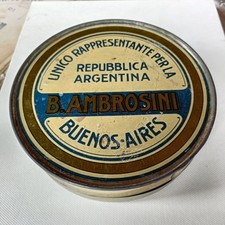 UNICO RAPPRESENTANTE PER LA
REPUBBLICA
ARGENTINA
B. AMBROSINI
BUENOS-AIRES